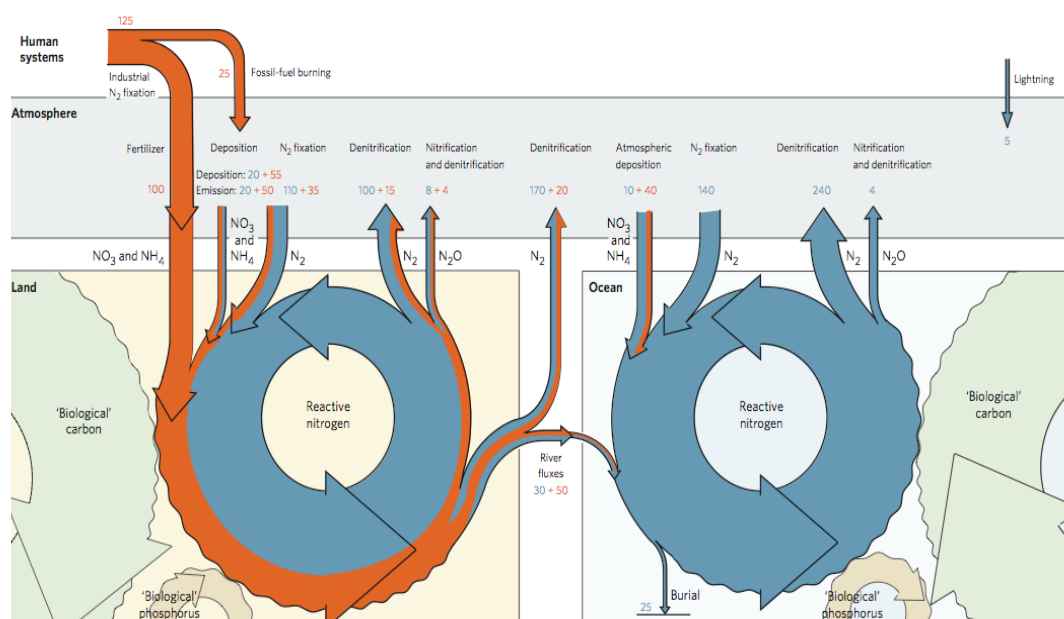 125
Human
systems
25
Fossil-fuel burning
Industrial
N2 fixation
Lightning
Atmosphere
5
Fertilizer
Deposition
N2 fixation
Denitrification
Nitrification
and denitrification
Denitrification
Atmospheric
deposition
N2 fixation
Denitrification
Nitrification
and denitrification
Deposition: 20 + 55
100
Emission: 20 + 50
110 + 35
100 + 15
8 + 4
170 + 20
10 + 40
140
240
4
NO3 and NH4
NO3
and
NH4
N2
N2
N2O
N2
NO3
and
NH4
N2
N2
N2O
Land
Ocean
'Biological'
carbon
Reactive
nitrogen
Reactive
nitrogen
'Biological'
carbon
River
fluxes
30 + 50
'Biological'
phosphorus
25
Burial
'Biological'
phosphorus